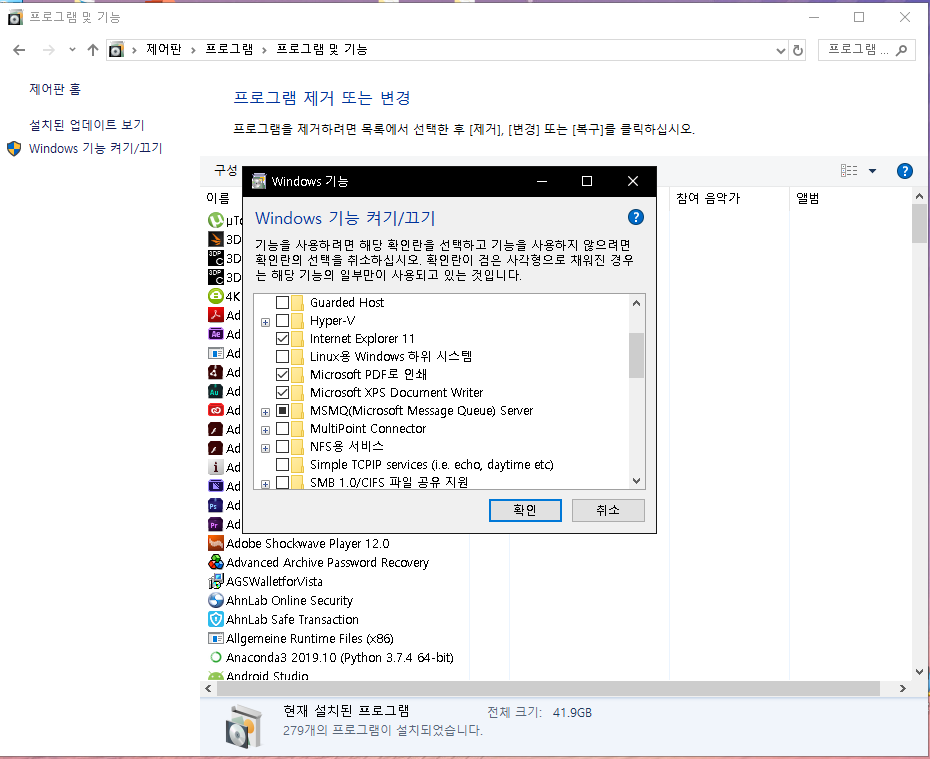 프로그램 및 기능
제어판 › 프로그램 › 프로그램 및 기능
프로그램 ...
제어판 홈
설치된 업데이트 보기
Windows 기능 켜기/끄기
프로그램 제거 또는 변경
프로그램을 제거하려면 목록에서 선택한 후 [제거], [변경] 또는 [복구]를 클릭하십시오.
구성
이름
참여 음악가
앨범
Windows 기능
Windows 기능 켜기/끄기
기능을 사용하려면 해당 확인란을 선택하고 기능을 사용하지 않으려면
확인란의 선택을 취소하십시오. 확인란이 검은 사각형으로 채워진 경우
는 해당 기능의 일부만이 사용되고 있는 것입니다.
Guarded Host
Hyper-V
Internet Explorer 11
Linux용 Windows 하위 시스템
Microsoft PDF로 인쇄
Microsoft XPS Document Writer
MSMQ(Microsoft Message Queue) Server
MultiPoint Connector
NFS용 서비스
Simple TCPIP services (i.e. echo, daytime etc)
SMB 1.0/CIFS 파일 공유 지원
확인
취소
3D
3D
3D
4K
Ad
Ad
Ad
Ad
Ad
Ad
Ad
Ad
Ad
Ad
Ad
Ad
Adobe Shockwave Player 12.0
Advanced Archive Password Recovery
AGSWalletforVista
AhnLab Online Security
AhnLab Safe Transaction
Allgemeine Runtime Files (x86)
Anaconda3 2019.10 (Python 3.7.4 64-bit)
Android Studio
현재 설치된 프로그램
전체 크기: 41.9GB
279개의 프로그램이 설치되었습니다.